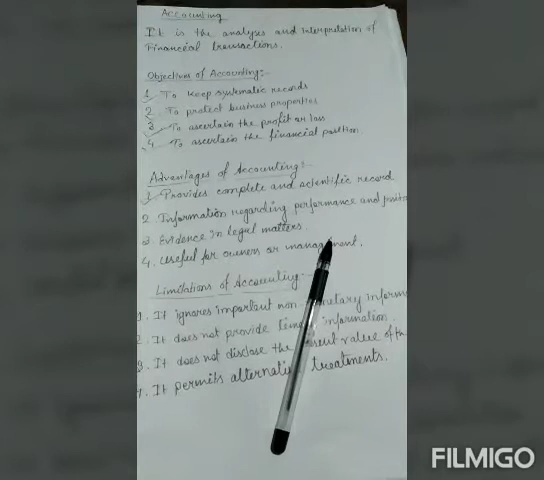 Accounting
It is the analysis and interpretation of
Financial transactions.
Objectives of Accounting:-
1. To keep systematic records
2. To protect business properties
3. To ascertain the profit or loss
4. To ascertain the financial position
Advantages of Accounting:-
1. Provides complete and scientific record
2. Information regarding performance and
3. Evidence in legal matters.
4. Useful for owners or management.
Limitations of Accounting:-
1. It ignores important non-monetary
2. It does not provide information.
3. It does not disclose the present value of
4. It permits alternative treatments.
FILMIGO